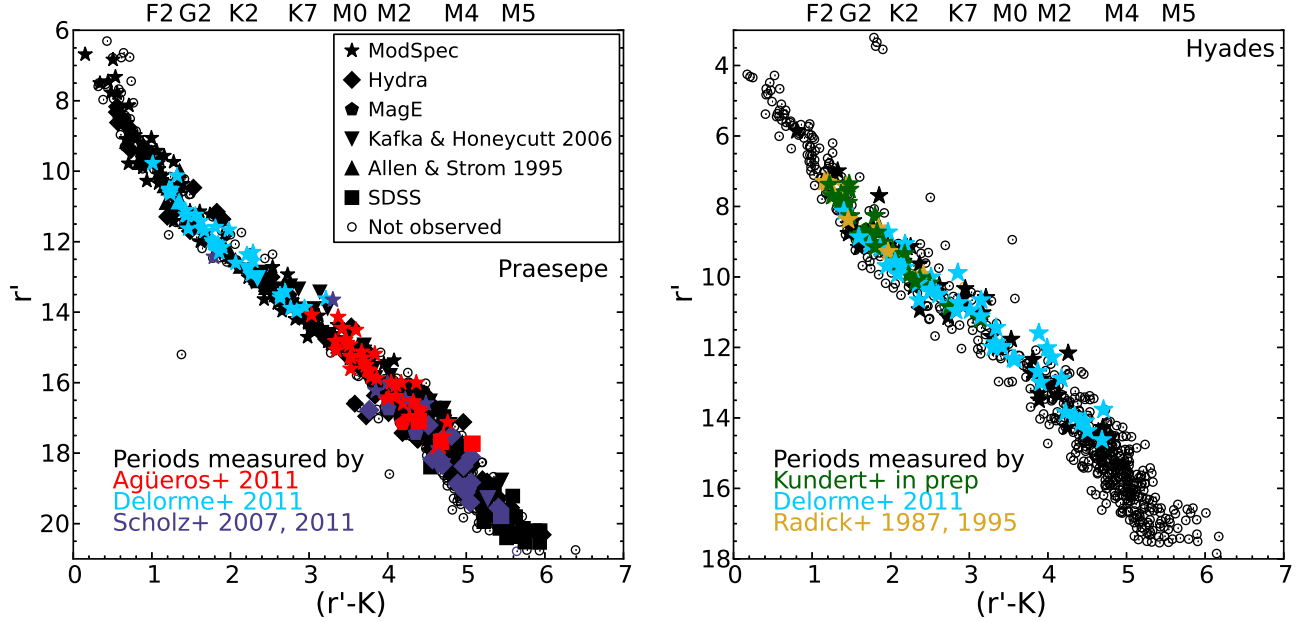 F2 G2 K2 K7 M0 M2 M4 M5
6
8
10
12
14
16
18
20
r'
ModSpec
Hydra
MagE
Kafka & Honeycutt 2006
Allen & Strom 1995
SDSS
Not observed
Praesepe
Periods measured by
Agüeros+ 2011
Delorme+ 2011
Scholz+ 2007, 2011
0 1 2 3 4 5 6 7
(r'-K)
F2 G2 K2 K7 M0 M2 M4 M5
Hyades
4
6
8
10
12
14
16
18
r'
Periods measured by
Kundert+ in prep
Delorme+ 2011
Radick+ 1987, 1995
0 1 2 3 4 5 6 7
(r'-K)